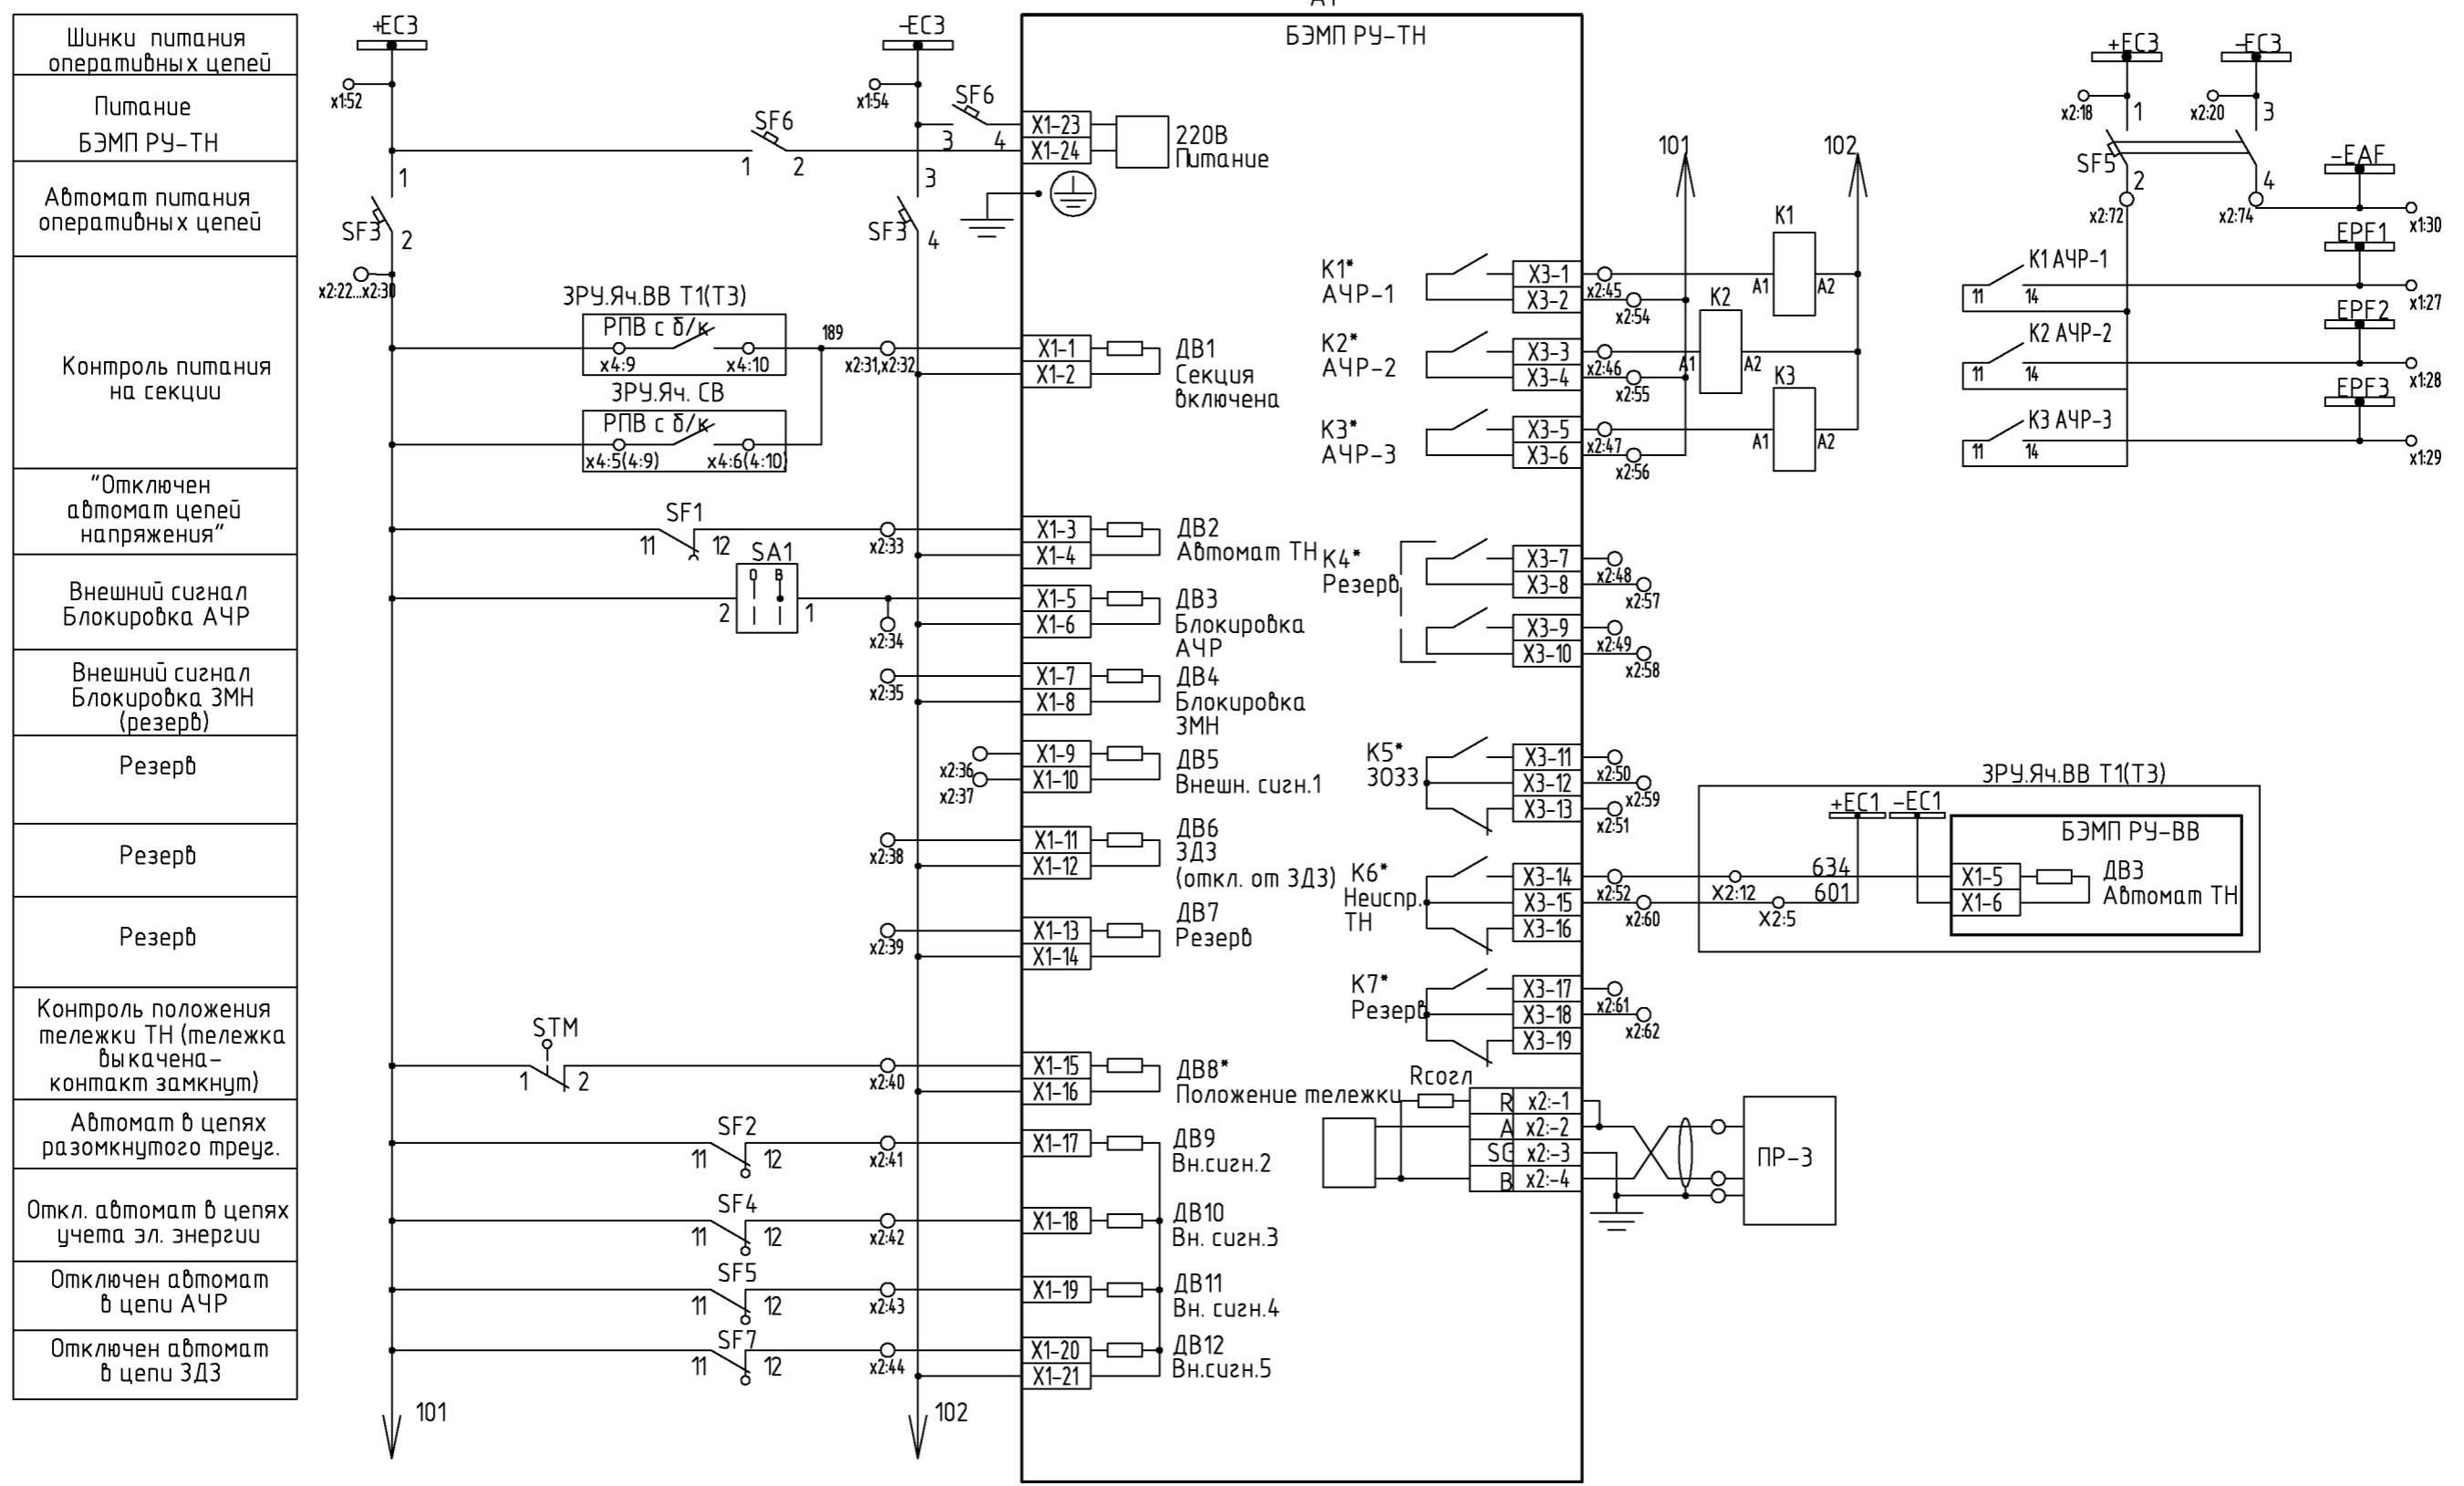 Шинки питания
оперативных цепей
Питание
БЭМП РУ-ТН
Автомат питания
оперативных цепей
Контроль питания
на секции
"Отключен
автомат цепей
напряжения"
Внешний сигнал
Блокировка АЧР
Внешний сигнал
Блокировка ЗМН
(резерв)
Резерв
Резерв
Резерв
Контроль положения
тележки ТН (тележка
выкачена-
контакт замкнут)
Автомат в цепях
разомкнутого треуг.
Откл. автомат в цепях
учета эл. энергии
Отключен автомат
в цепи АЧР
Отключен автомат
в цепи ЗДЗ
+EC3
x1:52
1
SF3
2
x2:22...x2:30
-EC3
x1:54
SF6
3
4
SF6
1
2
3
SF3
4
ЗРУ.Яч.ВВ Т1(Т3)
РПВ с б/к
x4:9
x4:10
189
x2:31,x2:32
ЗРУ.Яч. СВ
РПВ с б/к
x4:5(4:9)
x4:6(4:10)
SF1
11
12
x2:33
SA1
0
В
2
1
x2:34
x2:35
x2:36
x2:37
x2:38
x2:39
STM
1
2
x2:40
SF2
11
12
x2:41
SF4
11
12
x2:42
SF5
11
12
x2:43
SF7
11
12
x2:44
101
102
БЭМП РУ-ТН
X1-23
X1-24
220В
Питание
X1-1
X1-2
ДВ1
Секция
включена
X1-3
X1-4
ДВ2
Автомат ТН
X1-5
X1-6
ДВ3
Блокировка
АЧР
X1-7
X1-8
ДВ4
Блокировка
ЗМН
X1-9
X1-10
ДВ5
Внешн. сигн.1
X1-11
X1-12
ДВ6
ЗДЗ
(откл. от ЗДЗ)
X1-13
X1-14
ДВ7
Резерв
X1-15
X1-16
ДВ8*
Положение тележки
X1-17
ДВ9
Вн.сигн.2
X1-18
ДВ10
Вн. сигн.3
X1-19
ДВ11
Вн. сигн.4
X1-20
X1-21
ДВ12
Вн.сигн.5
K1*
АЧР-1
X3-1
X3-2
x2:45
x2:54
K2*
АЧР-2
X3-3
X3-4
x2:46
x2:55
K3*
АЧР-3
X3-5
X3-6
x2:47
x2:56
K4*
Резерв
X3-7
X3-8
x2:48
x2:57
X3-9
X3-10
x2:49
x2:58
K5*
ЗОЗЗ
X3-11
X3-12
X3-13
x2:50
x2:59
x2:51
K6*
Неиспр.
ТН
X3-14
X3-15
X3-16
x2:52
x2:60
K7*
Резерв
X3-17
X3-18
X3-19
x2:61
x2:62
Rсогл
R x2:-1
A x2:-2
SG x2:-3
B x2:-4
ПР-3
101
102
K1
A1
A2
K2
A1
A2
K3
A1
A2
+EC3
-EC3
x2:18
1
x2:20
3
SF5
2
4
x2:72
x2:74
-EAF
x1:30
EPF1
K1 АЧР-1
11
14
x1:27
EPF2
K2 АЧР-2
11
14
x1:28
EPF3
K3 АЧР-3
11
14
x1:29
ЗРУ.Яч.ВВ Т1(Т3)
+EC1
-EC1
БЭМП РУ-ВВ
634
601
X2:12
X2:5
X1-5
X1-6
ДВ3
Автомат ТН